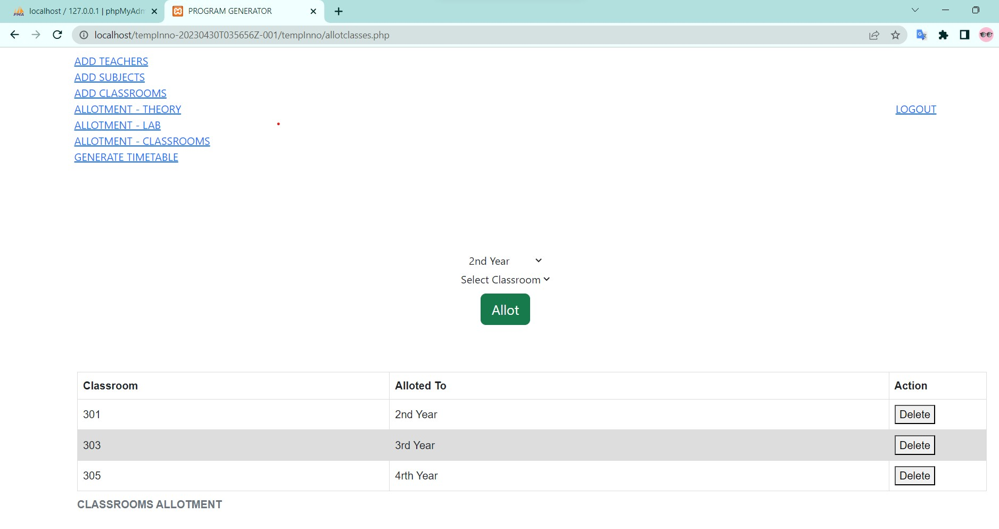 localhost / 127.0.0.1 | phpMyAdm
PROGRAM GENERATOR
localhost/tempInno-20230430T035656Z-001/tempInno/allotclasses.php
ADD TEACHERS
ADD SUBJECTS
ADD CLASSROOMS
ALLOTMENT - THEORY
LOGOUT
ALLOTMENT - LAB
ALLOTMENT - CLASSROOMS
GENERATE TIMETABLE
2nd Year
Select Classroom
Allot
Classroom Alloted To Action
301 2nd Year Delete
303 3rd Year Delete
305 4rth Year Delete
CLASSROOMS ALLOTMENT